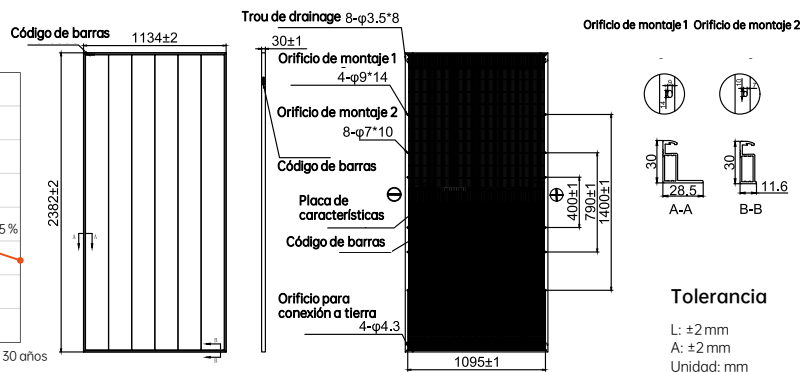 Código de barras
1134±2
2382±2
A
A
B
B
5 %
30 años
30±1
Trou de drainage 8-φ3.5*8
Orificio de montaje 1
4-φ9*14
Orificio de montaje 2
8-φ7*10
Código de barras
Placa de
características
Código de barras
Orificio para
conexión a tierra
4-φ4.3
1095±1
400±1
790±1
1400±1
Orificio de montaje 1 Orificio de montaje 2
14
10
30
28.5
A-A
30
11.6
B-B
Tolerancia
L: ±2 mm
A: ±2 mm
Unidad: mm